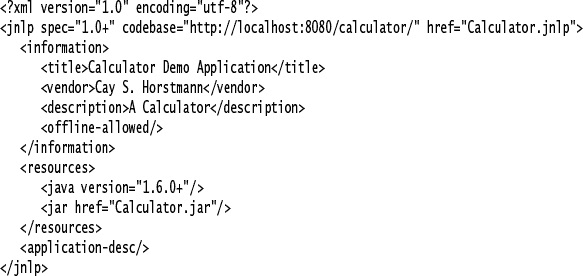 <?xml version="1.0" encoding="utf-8"?>
<jnlp spec="1.0+" codebase="http://localhost:8080/calculator/" href="Calculator.jnlp">
   <information>
      <title>Calculator Demo Application</title>
      <vendor>Cay S. Horstmann</vendor>
      <description>A Calculator</description>
      <offline-allowed/>
   </information>
   <resources>
      <java version="1.6.0+"/>
      <jar href="Calculator.jar"/>
   </resources>
   <application-desc/>
</jnlp>